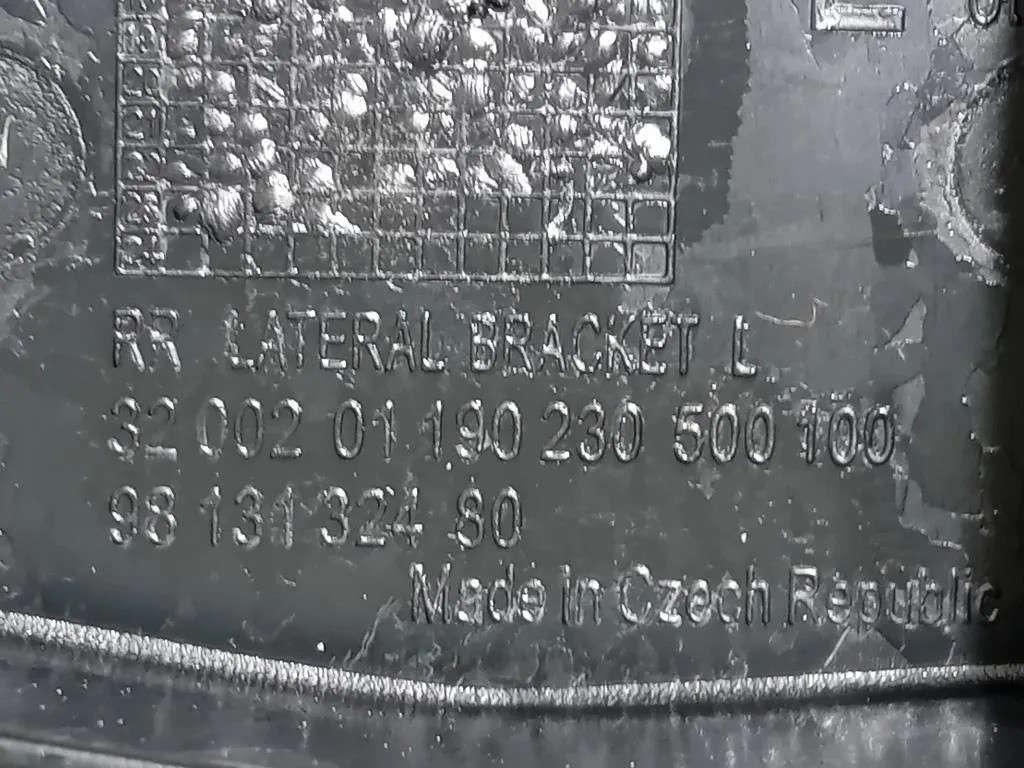 RR LATERAL BRACKET L
32 002 01 190 230 500 100
98 131 324 80
Made in Czech Republic